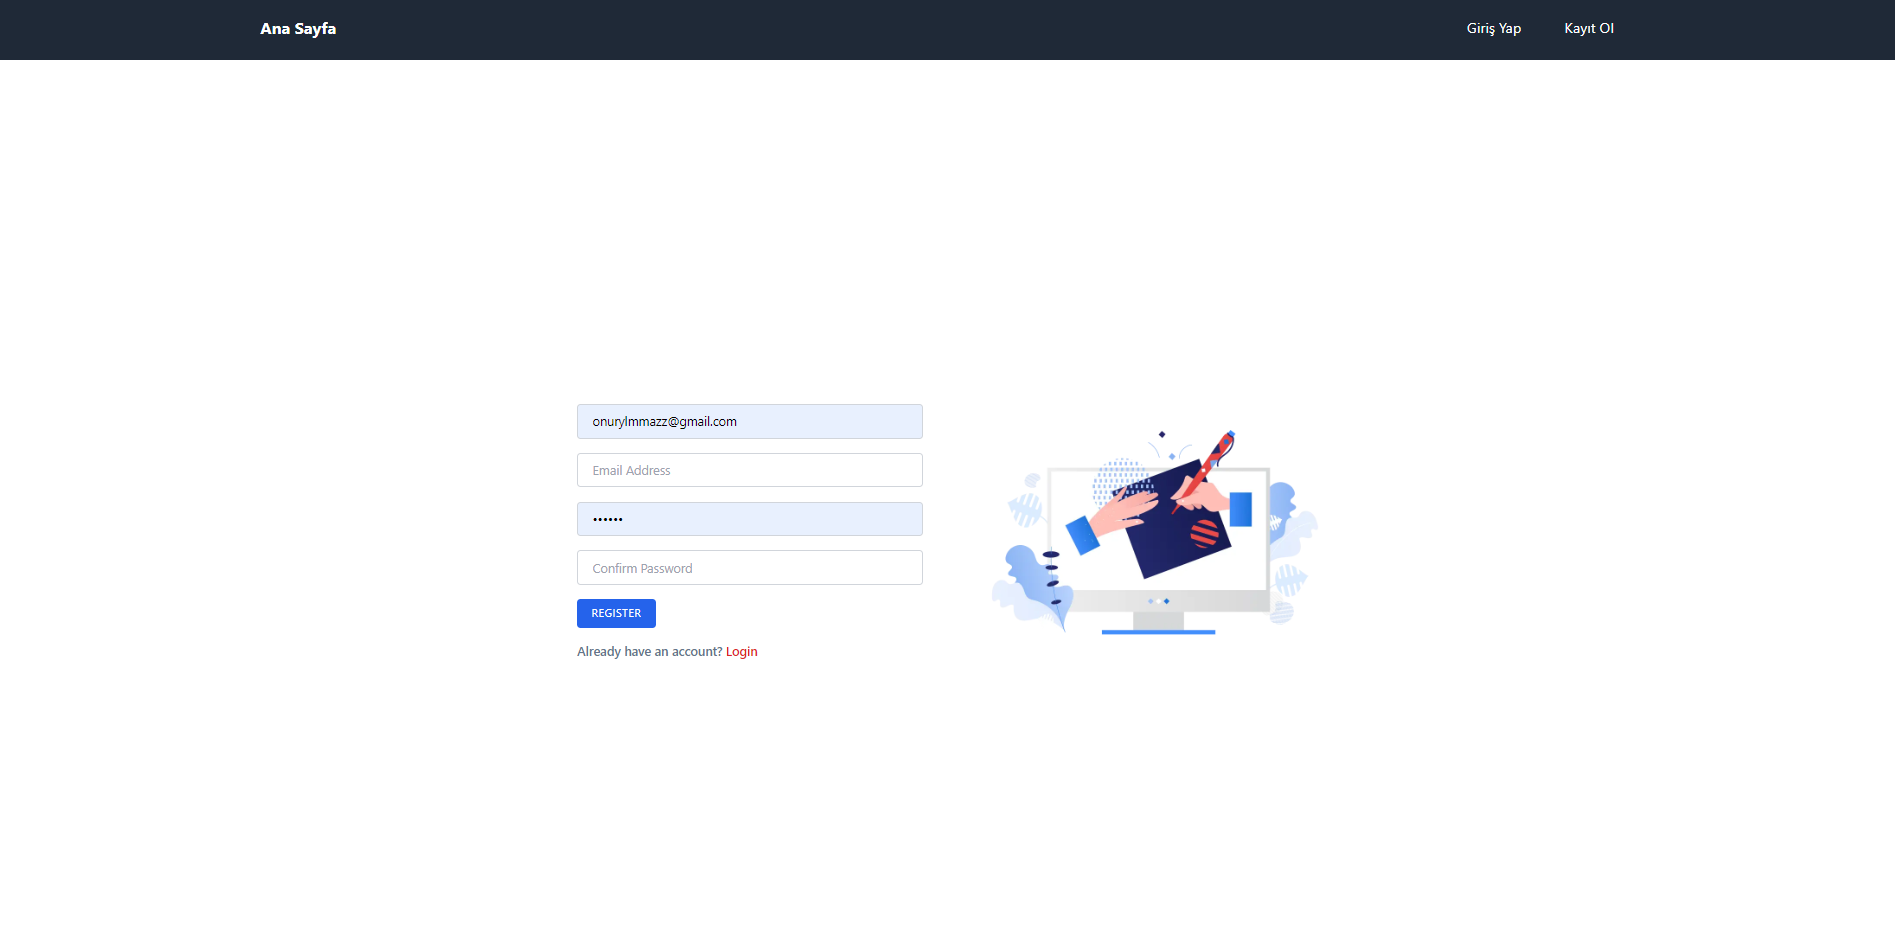 Ana Sayfa
Giriş Yap
Kayıt Ol
onurylmmazz@gmail.com
Email Address
••••••
Confirm Password
REGISTER
Already have an account? Login